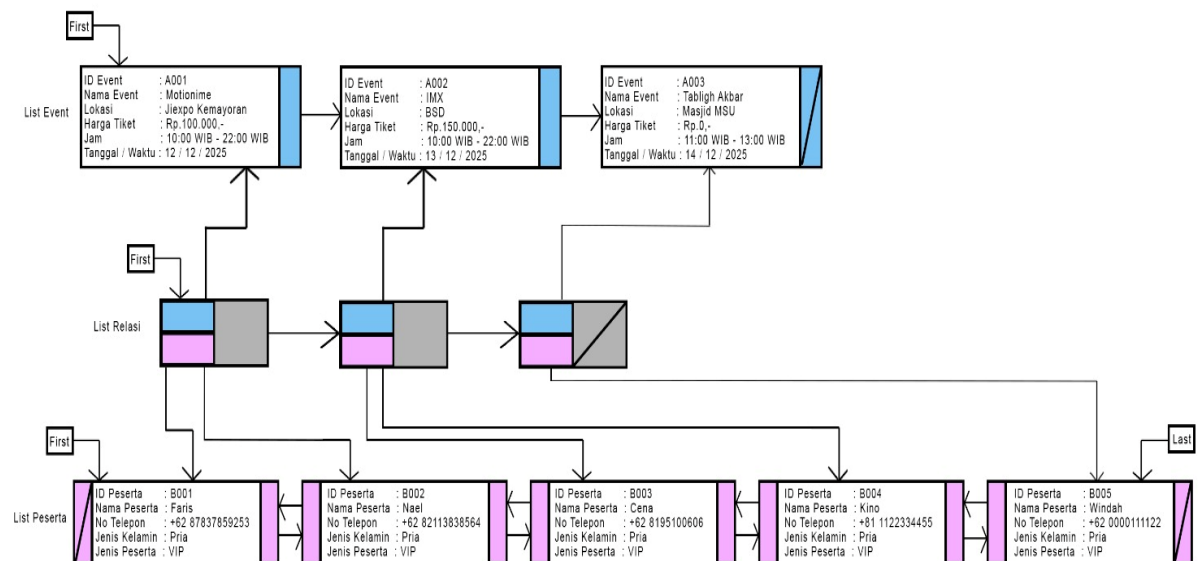 First
List Event
ID Event : A001
Nama Event : Motionime
Lokasi : Jiexpo Kemayoran
Harga Tiket : Rp.100.000,-
Jam : 10:00 WIB - 22:00 WIB
Tanggal / Waktu : 12 / 12 / 2025
ID Event : A002
Nama Event : IMX
Lokasi : BSD
Harga Tiket : Rp.150.000,-
Jam : 10:00 WIB - 22:00 WIB
Tanggal / Waktu : 13 / 12 / 2025
ID Event : A003
Nama Event : Tabligh Akbar
Lokasi : Masjid MSU
Harga Tiket : Rp.0,-
Jam : 11:00 WIB - 13:00 WIB
Tanggal / Waktu : 14 / 12 / 2025
First
List Relasi
First
Last
List Peserta
ID Peserta : B001
Nama Peserta : Faris
No Telepon : +62 87837859253
Jenis Kelamin : Pria
Jenis Peserta : VIP
ID Peserta : B002
Nama Peserta : Nael
No Telepon : +62 82113838564
Jenis Kelamin : Pria
Jenis Peserta : VIP
ID Peserta : B003
Nama Peserta : Cena
No Telepon : +62 8195100606
Jenis Kelamin : Pria
Jenis Peserta : VIP
ID Peserta : B004
Nama Peserta : Kino
No Telepon : +81 1122334455
Jenis Kelamin : Pria
Jenis Peserta : VIP
ID Peserta : B005
Nama Peserta : Windah
No Telepon : +62 0000111122
Jenis Kelamin : Pria
Jenis Peserta : VIP